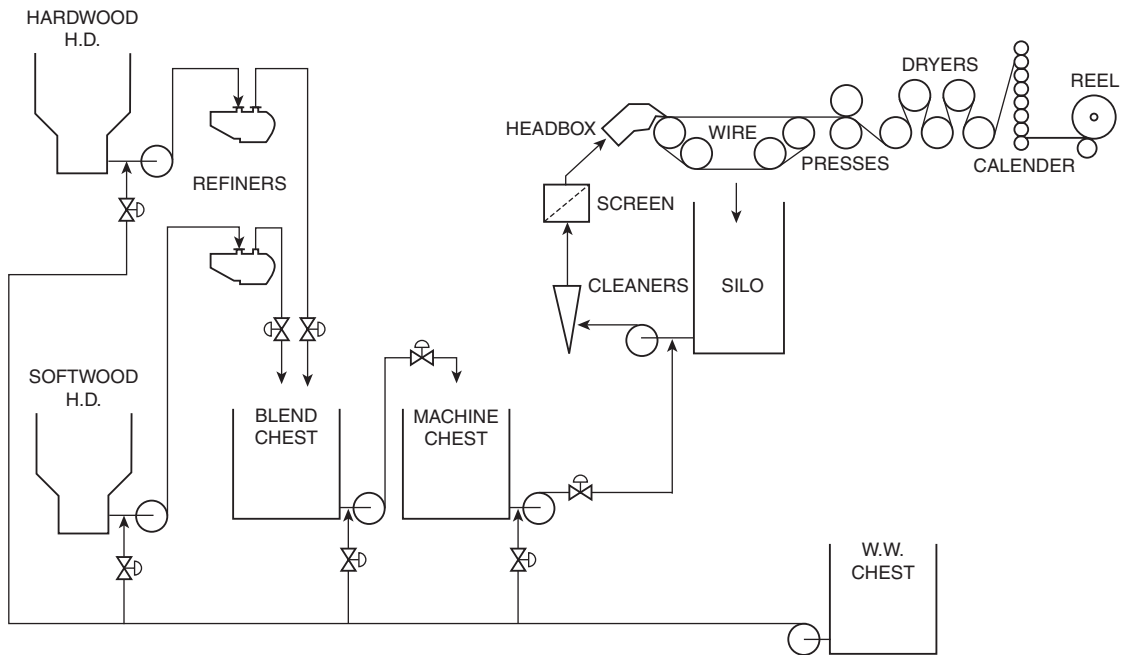 HARDWOOD
H.D.
REFINERS
SOFTWOOD
H.D.
BLEND
CHEST
MACHINE
CHEST
HEADBOX
WIRE
PRESSES
DRYERS
CALENDER
REEL
SCREEN
CLEANERS
SILO
W.W.
CHEST